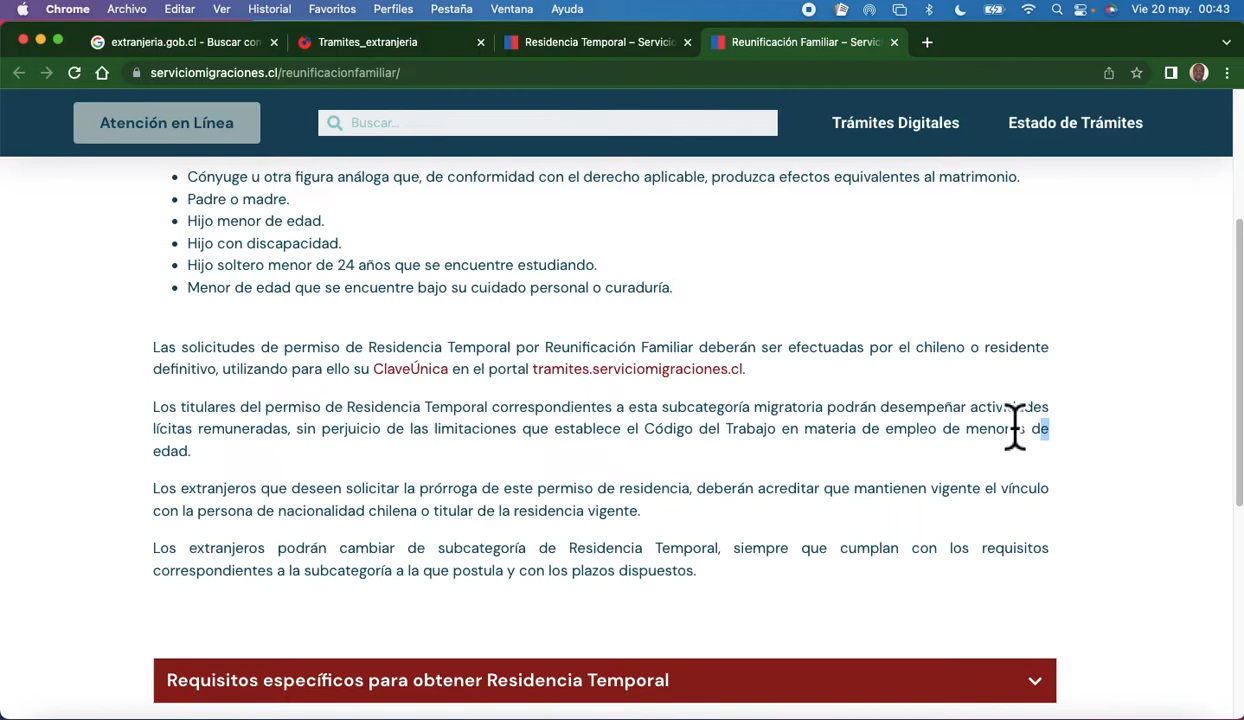 Chrome Archivo Editar Ver Historial Favoritos Perfiles Pestaña Ventana Ayuda Vie 20 may. 00:43
extranjeria.gob.cl - Buscar con Tramites_extranjeria Residencia Temporal – Servicio Reunificación Familiar – Servic
serviciomigraciones.cl/reunificacionfamiliar/
Atención en Línea Buscar... Trámites Digitales Estado de Trámites
• Cónyuge u otra figura análoga que, de conformidad con el derecho aplicable, produzca efectos equivalentes al matrimonio.
• Padre o madre.
• Hijo menor de edad.
• Hijo con discapacidad.
• Hijo soltero menor de 24 años que se encuentre estudiando.
• Menor de edad que se encuentre bajo su cuidado personal o curaduría.
Las solicitudes de permiso de Residencia Temporal por Reunificación Familiar deberán ser efectuadas por el chileno o residente
definitivo, utilizando para ello su ClaveÚnica en el portal tramites.serviciomigraciones.cl.
Los titulares del permiso de Residencia Temporal correspondientes a esta subcategoría migratoria podrán desempeñar actividades
lícitas remuneradas, sin perjuicio de las limitaciones que establece el Código del Trabajo en materia de empleo de menores de
edad.
Los extranjeros que deseen solicitar la prórroga de este permiso de residencia, deberán acreditar que mantienen vigente el vínculo
con la persona de nacionalidad chilena o titular de la residencia vigente.
Los extranjeros podrán cambiar de subcategoría de Residencia Temporal, siempre que cumplan con los requisitos
correspondientes a la subcategoría a la que postula y con los plazos dispuestos.
Requisitos específicos para obtener Residencia Temporal